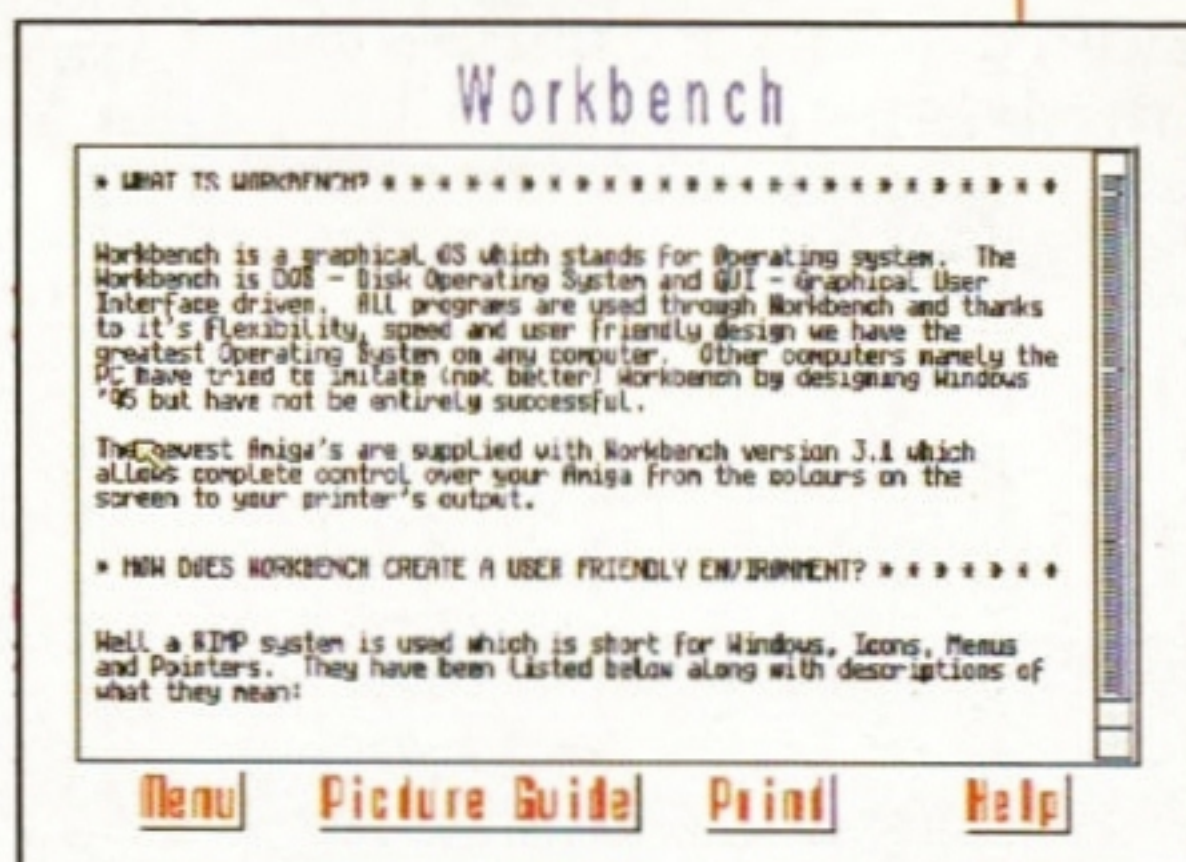 Workbench
* WHAT IS WORKBENCH? * * * * * * * * * * * * * * * * * * * * * * * * *
Workbench is a graphical OS which stands for Operating system. The
Workbench is DOS - Disk Operating System and GUI - Graphical User
Interface driven. All programs are used through Workbench and thanks
to it's flexibility, speed and user friendly design we have the
greatest Operating System on any computer. Other computers namely the
PC have tried to imitate (not better) Workbench by designing Windows
'95 but have not be entirely successful.
The newest Amiga's are supplied with Workbench version 3.1 which
allows complete control over your Amiga from the colours on the
screen to your printer's output.
* HOW DOES WORKBENCH CREATE A USER FRIENDLY ENVIRONMENT? * * * * * * *
Well a WIMP system is used which is short for Windows, Icons, Menus
and Pointers. They have been listed below along with descriptions of
what they mean:
Menu Picture Guide Print Help